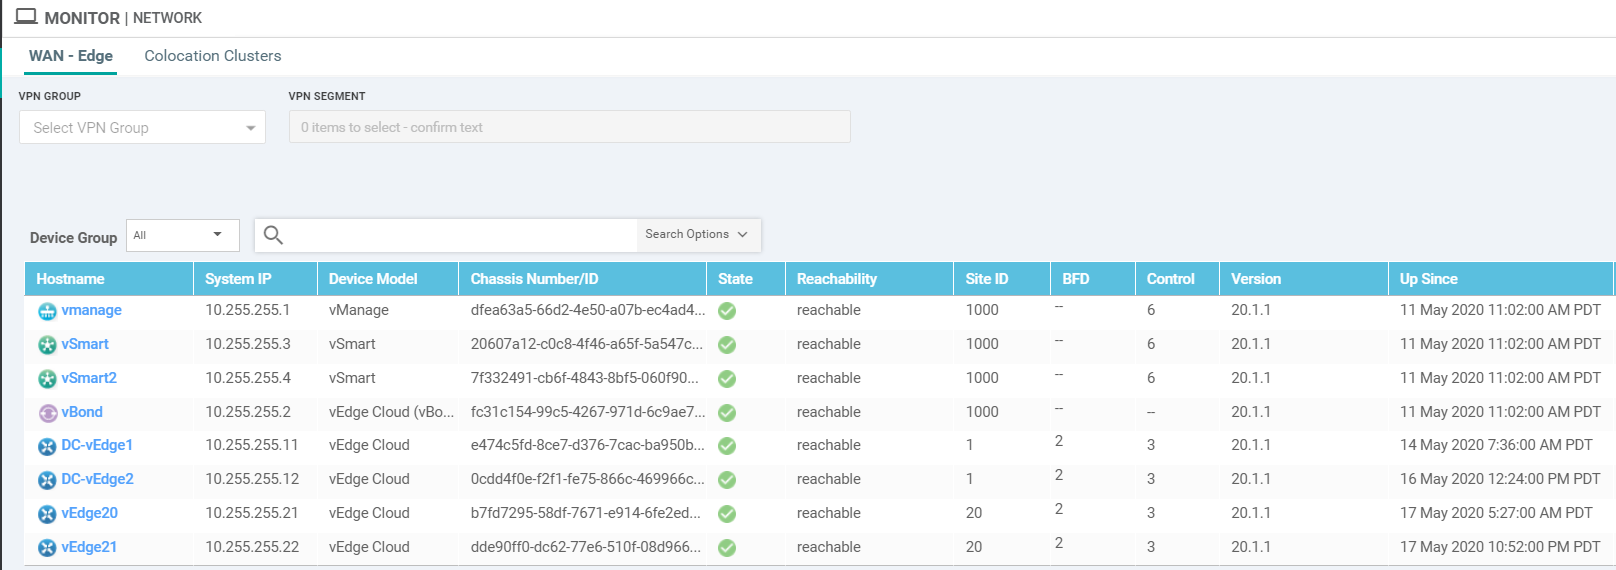 MONITOR | NETWORK
WAN - Edge Colocation Clusters
VPN GROUP VPN SEGMENT
Select VPN Group 0 items to select - confirm text
Device Group All Search Options
Hostname System IP Device Model Chassis Number/ID State Reachability Site ID BFD Control Version Up Since
vmanage 10.255.255.1 vManage dfea63a5-66d2-4e50-a07b-ec4ad4... reachable 1000 -- 6 20.1.1 11 May 2020 11:02:00 AM PDT
vSmart 10.255.255.3 vSmart 20607a12-c0c8-4f46-a65f-5a547c... reachable 1000 -- 6 20.1.1 11 May 2020 11:02:00 AM PDT
vSmart2 10.255.255.4 vSmart 7f332491-cb6f-4843-8bf5-060f90... reachable 1000 -- 6 20.1.1 11 May 2020 11:02:00 AM PDT
vBond 10.255.255.2 vEdge Cloud (vBo... fc31c154-99c5-4267-971d-6c9ae7... reachable 1000 -- -- 20.1.1 11 May 2020 11:02:00 AM PDT
DC-vEdge1 10.255.255.11 vEdge Cloud e474c5fd-8ce7-d376-7cac-ba950b... reachable 1 2 3 20.1.1 14 May 2020 7:36:00 AM PDT
DC-vEdge2 10.255.255.12 vEdge Cloud 0cdd4f0e-f2f1-fe75-866c-469966c... reachable 1 2 3 20.1.1 16 May 2020 12:24:00 PM PDT
vEdge20 10.255.255.21 vEdge Cloud b7fd7295-58df-7671-e914-6fe2ed... reachable 20 2 3 20.1.1 17 May 2020 5:27:00 AM PDT
vEdge21 10.255.255.22 vEdge Cloud dde90ff0-dc62-77e6-510f-08d966... reachable 20 2 3 20.1.1 17 May 2020 10:52:00 PM PDT